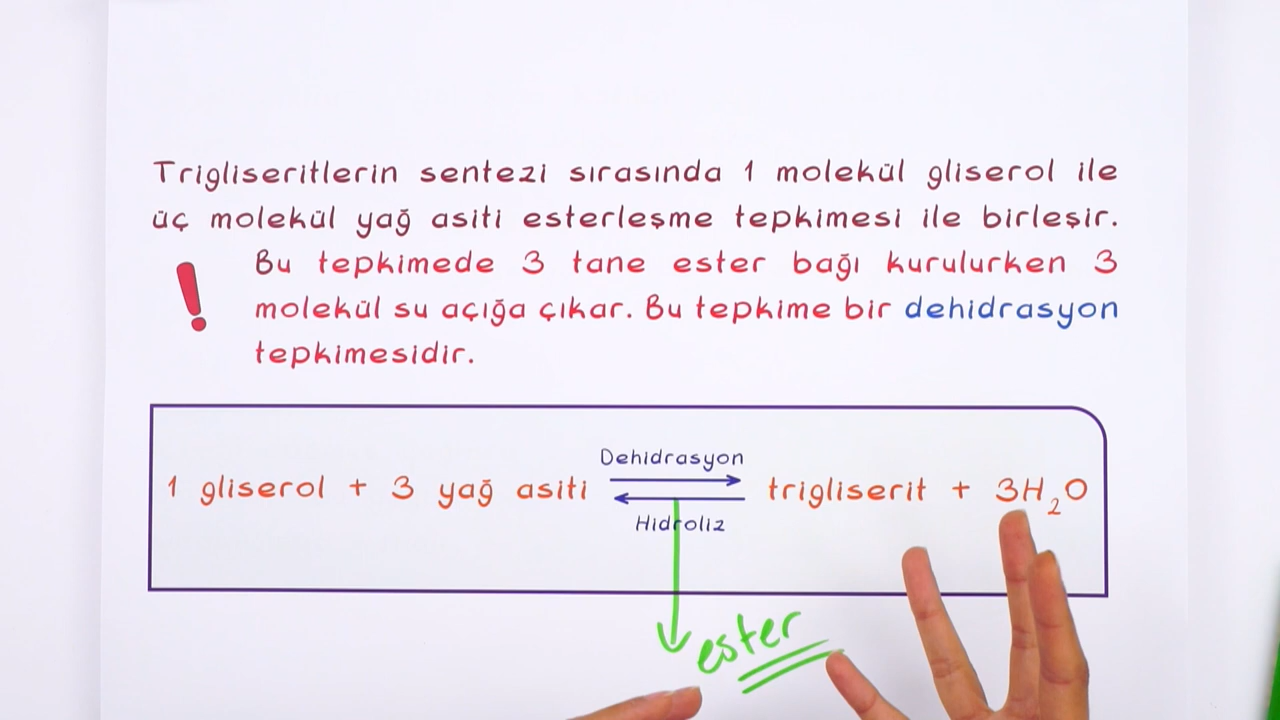 Trigliseritlerin sentezi sırasında 1 molekül gliserol ile
üç molekül yağ asiti esterleşme tepkimesi ile birleşir.
! Bu tepkimede 3 tane ester bağı kurulurken 3
molekül su açığa çıkar. Bu tepkime bir dehidrasyon
tepkimesidir.
Dehidrasyon
1 gliserol + 3 yağ asiti ⇄ trigliserit + 3H₂O
Hidroliz
ester